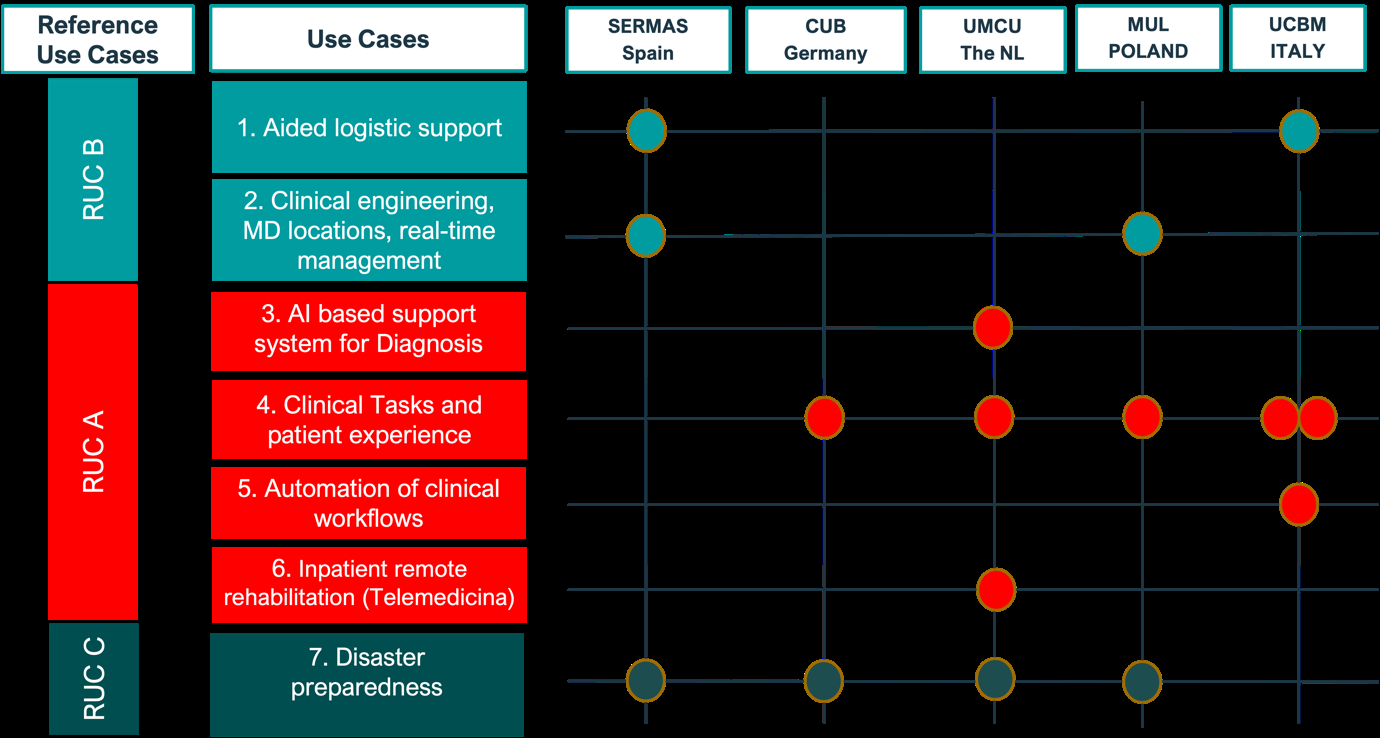 Reference
Use Cases
Use Cases
SERMAS
Spain
CUB
Germany
UMCU
The NL
MUL
POLAND
UCBM
ITALY
RUC B
1. Aided logistic support
2. Clinical engineering,
MD locations, real-time
management
RUC A
3. AI based support
system for Diagnosis
4. Clinical Tasks and
patient experience
5. Automation of clinical
workflows
6. Inpatient remote
rehabilitation (Telemedicina)
RUC C
7. Disaster
preparedness